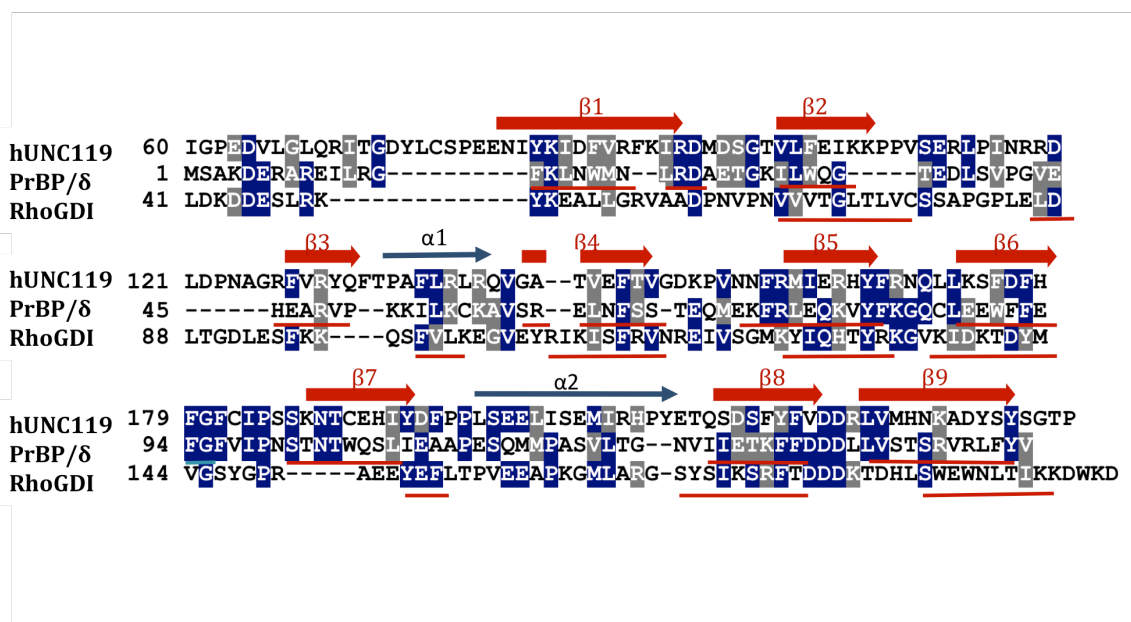 β1 β2
hUNC119 60 IGPEDVLGLQRITGDYLCSPEENIYKIDFVRFKIRDMDSGTVLFEIKKPPVSERLPINRRD
PrBP/δ 1 MSAKDERAREILRG----------FKLNWMN--LRDAETGKILWQG-----TEDLSVPGVE
RhoGDI 41 LDKDDESLRK--------------YKEALLGRVAADPNVPNVVVTGLTLVCSSAPGPLELD
β3 α1 β4 β5 β6
hUNC119 121 LDPNAGRFVRYQFTPAFLRLRQVGA--TVEFTVGDKPVNNFRMIERHYFRNQLLKSFDFH
PrBP/δ 45 ------HEARVP--KKILKCKAVSR--ELNFSS-TEQMEKFRLEQKVYFKGQCLEEWFFE
RhoGDI 88 LTGDLESFKK----QSFVLKEGVEYRIKISFRVNREIVSGMKYIQHTYRKGVKIDKTDYM
β7 α2 β8 β9
hUNC119 179 FGFCIPSSKNTCEHIYDFPPLSEELISEMIRHPYETQSDSFYFVDDRLVMHNKADYSYSGTP
PrBP/δ 94 FGFVIPNSTNTWQSLIEAAPESQMMPASVLTG--NVIIETKFFDDDLLVSTSRVRLFYV
RhoGDI 144 VGSYGPR-----AEEYEFLTPVEEAPKGMLARG-SYSIKSRFTDDDKTDHLSWEWNLTIKKDWKD